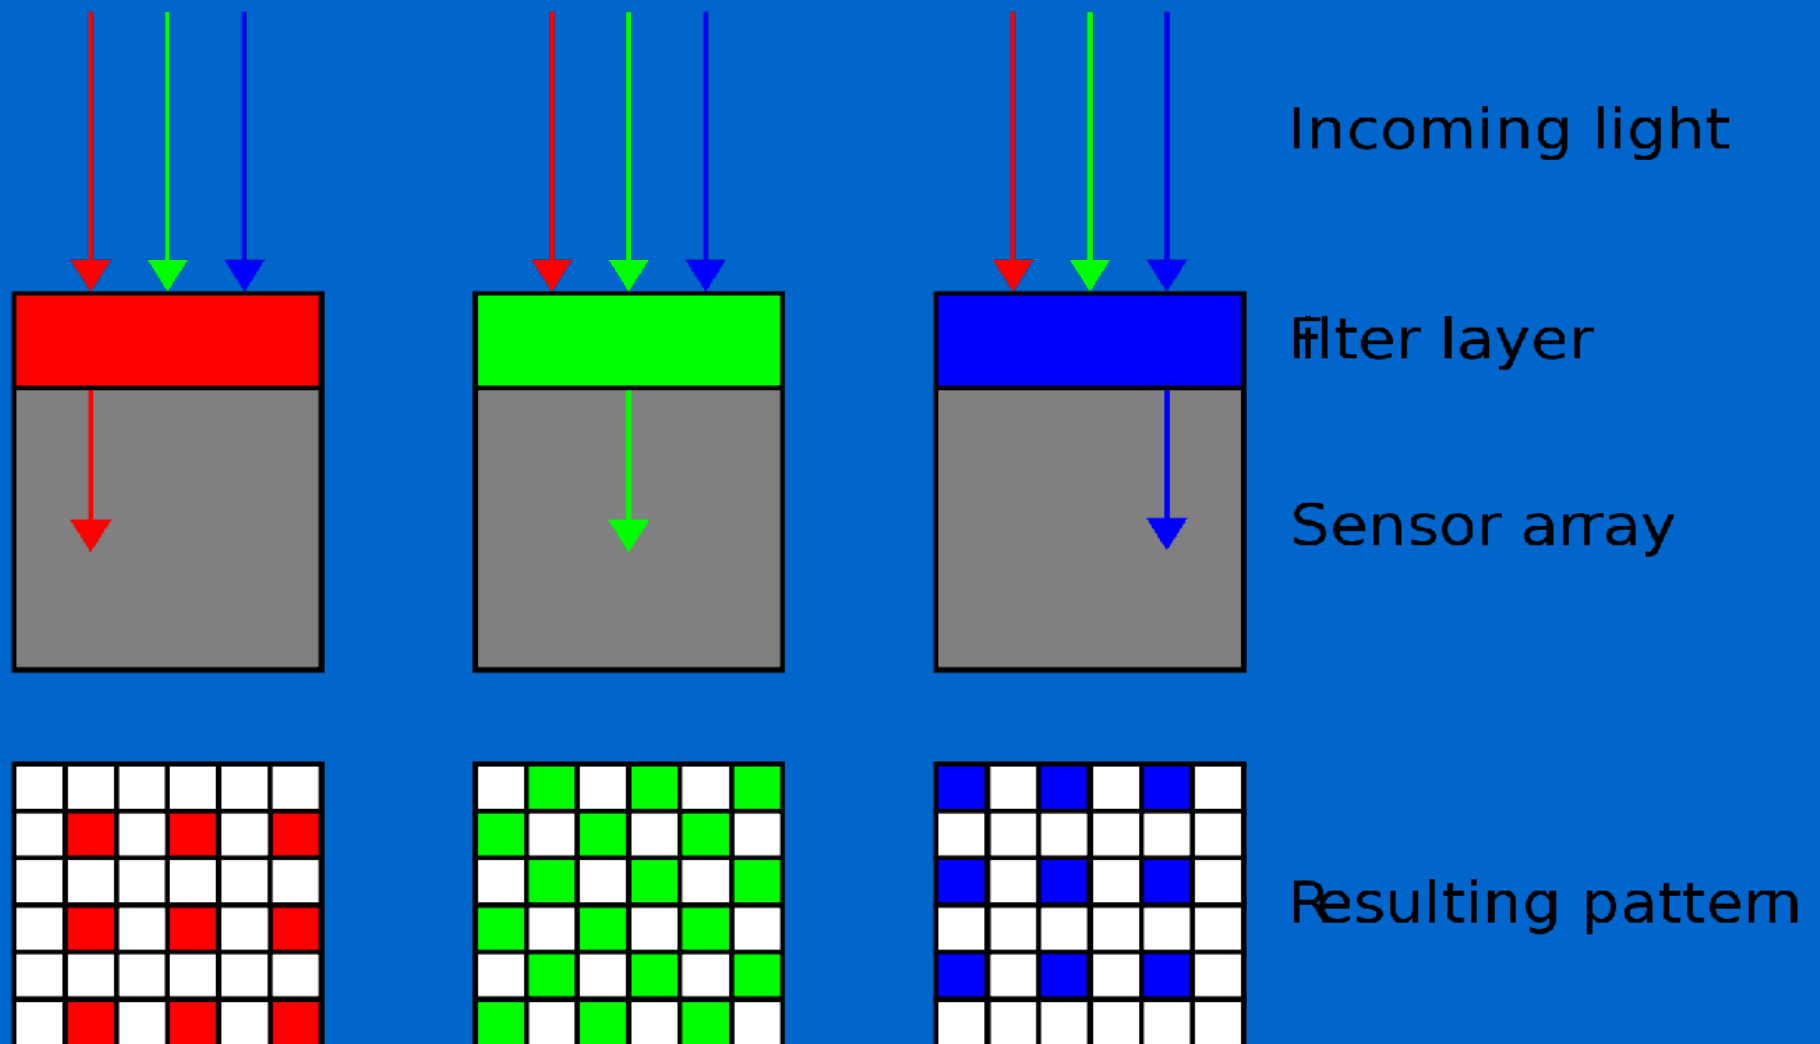 Incoming light
Filter layer
Sensor array
Resulting pattern